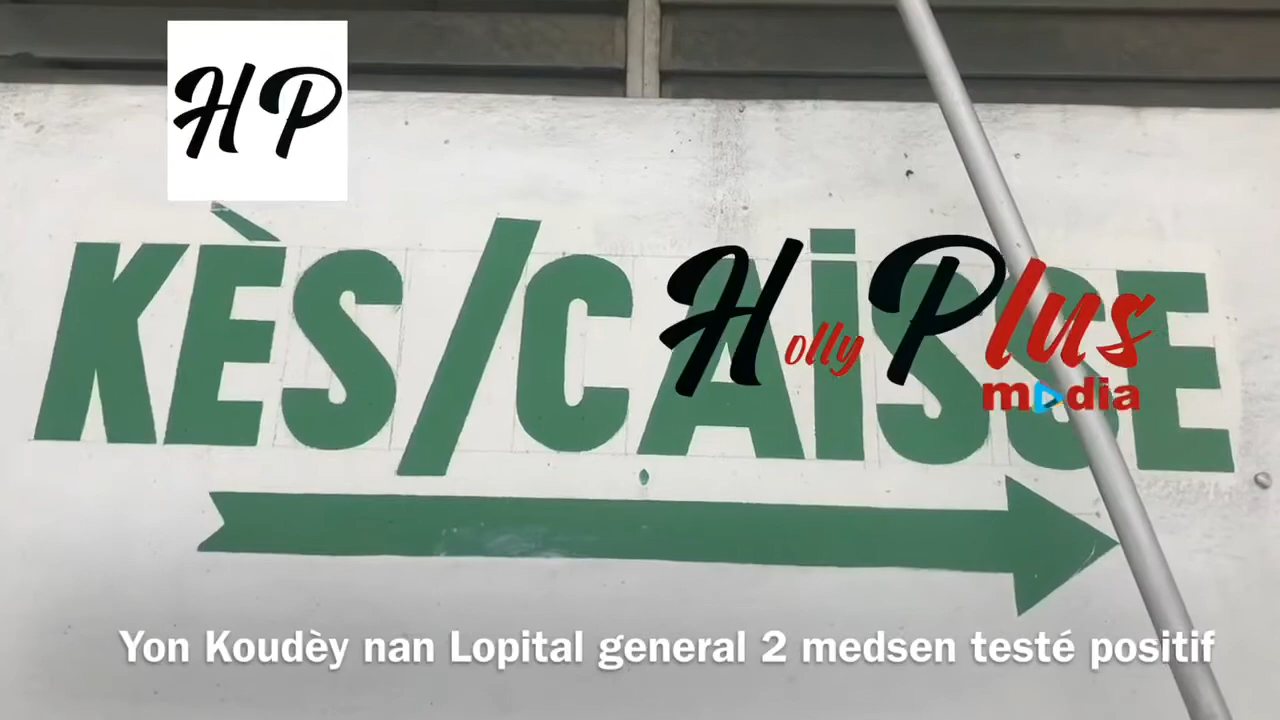 HP
KÈS/CAiSSE
Holly Plus
media
Yon Koudèy nan Lopital general 2 medsen testé positif